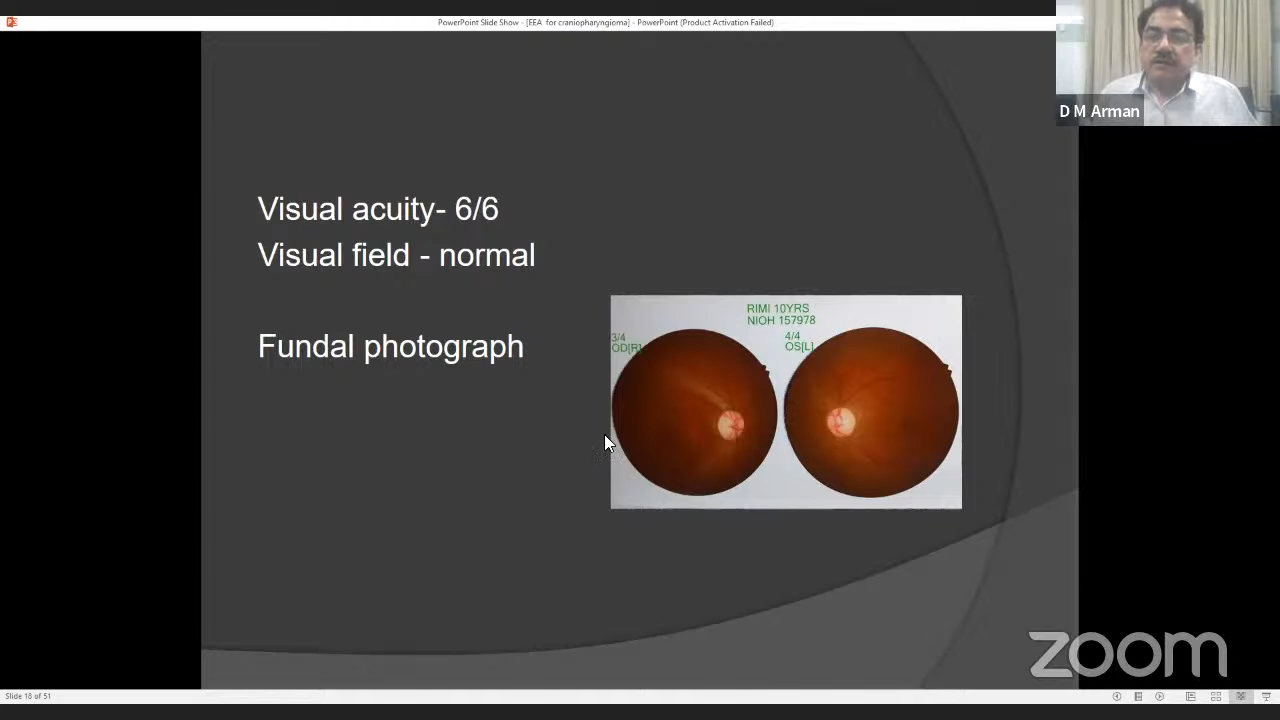 PowerPoint Slide Show - [EEA for craniopharyngioma] - PowerPoint (Product Activation Failed)
D M Arman
Visual acuity- 6/6
Visual field - normal
Fundal photograph
RIMI 10YRS
NIOH 157978
3/4
OD[R]
4/4
OS[L]
zoom
Slide 18 of 51